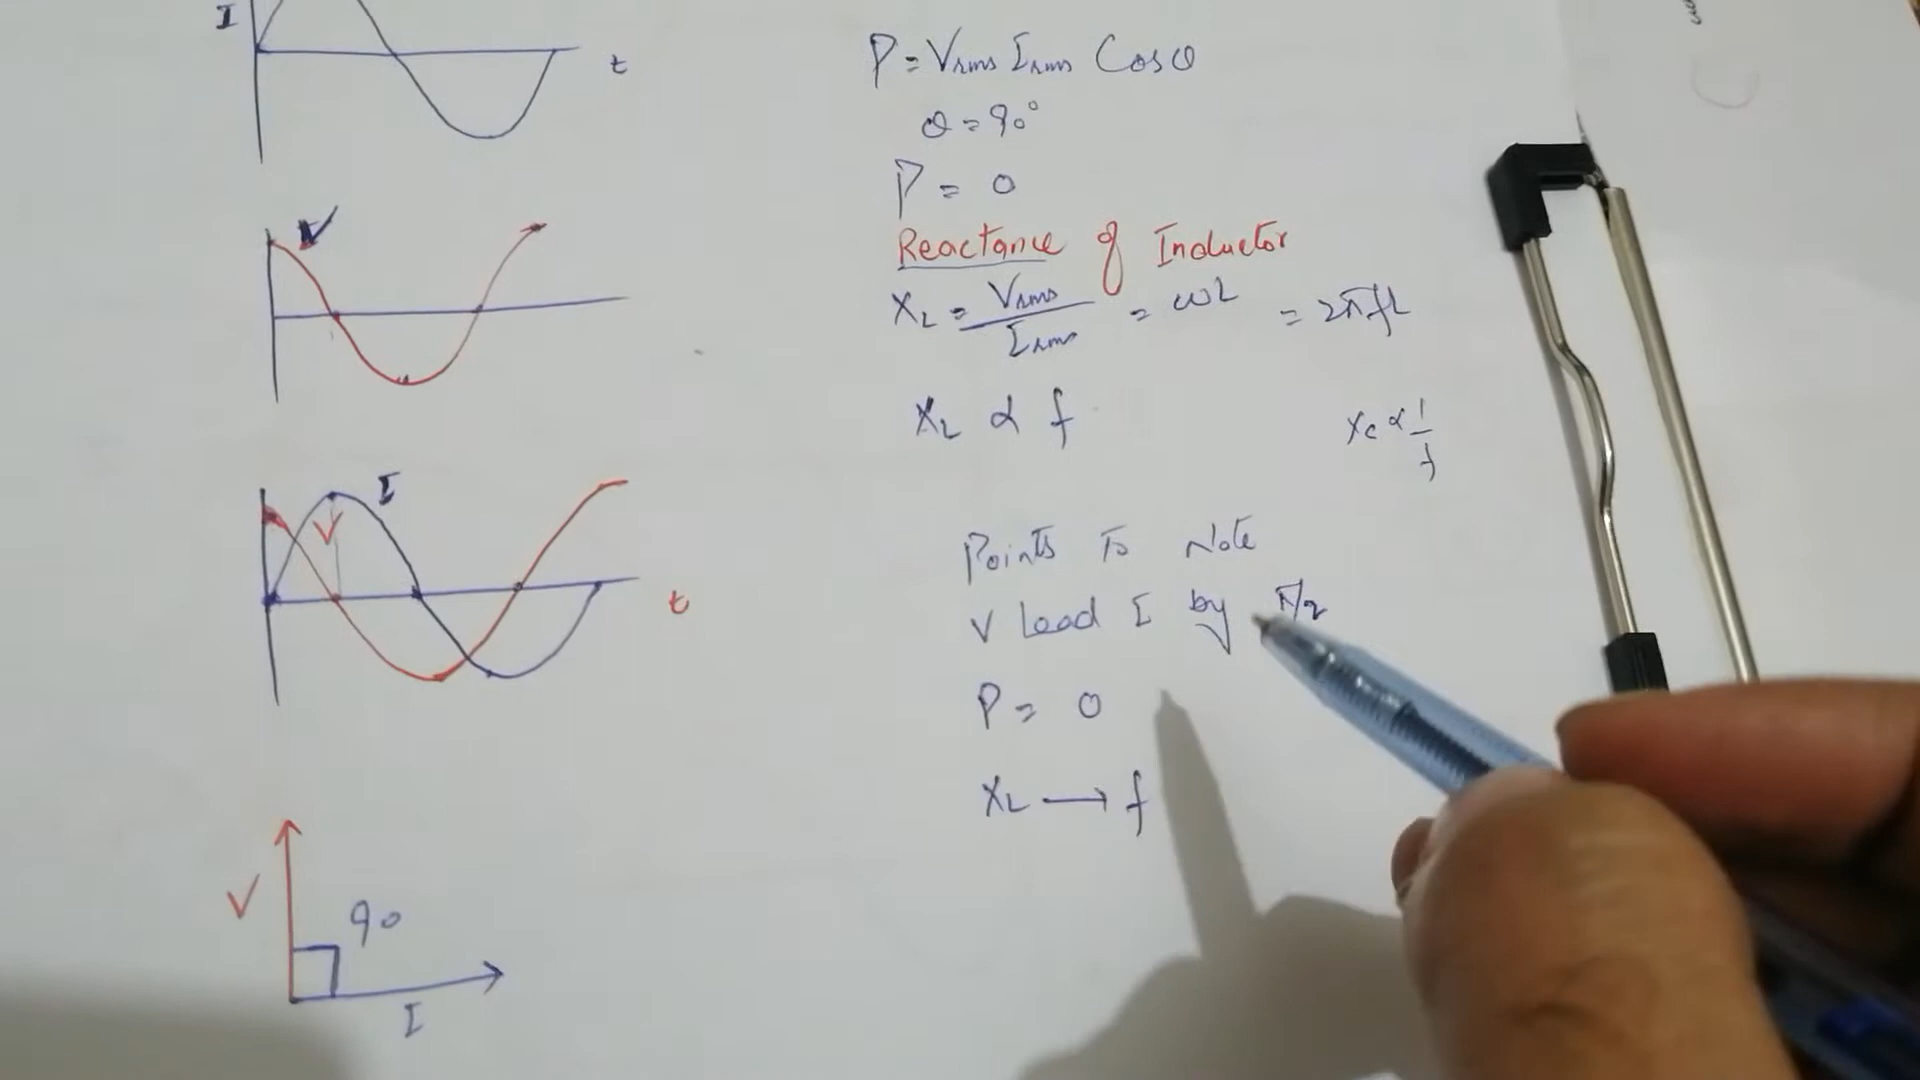 I
t
V
I
V
t
V
90
I
P = Vrms Irms Cosθ
θ = 90°
P = 0
Reactance of Inductor
XL = Vrms / Irms = ωL = 2πfL
XL ∝ f
Xc ∝ 1/f
Points To Note
V Lead I by π/2
P = 0
XL → f